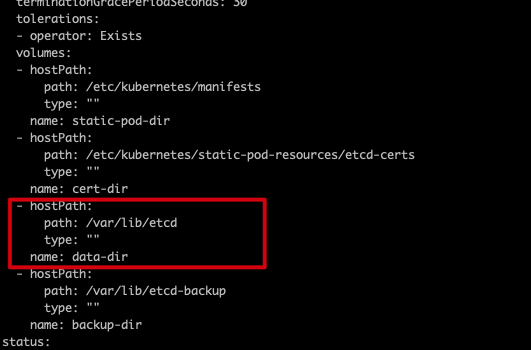 terminationGracePeriodSeconds: 30
tolerations:
- operator: Exists
volumes:
- hostPath:
path: /etc/kubernetes/manifests
type: ""
name: static-pod-dir
- hostPath:
path: /etc/kubernetes/static-pod-resources/etcd-certs
type: ""
name: cert-dir
- hostPath:
path: /var/lib/etcd
type: ""
name: data-dir
- hostPath:
path: /var/lib/etcd-backup
type: ""
name: backup-dir
status: